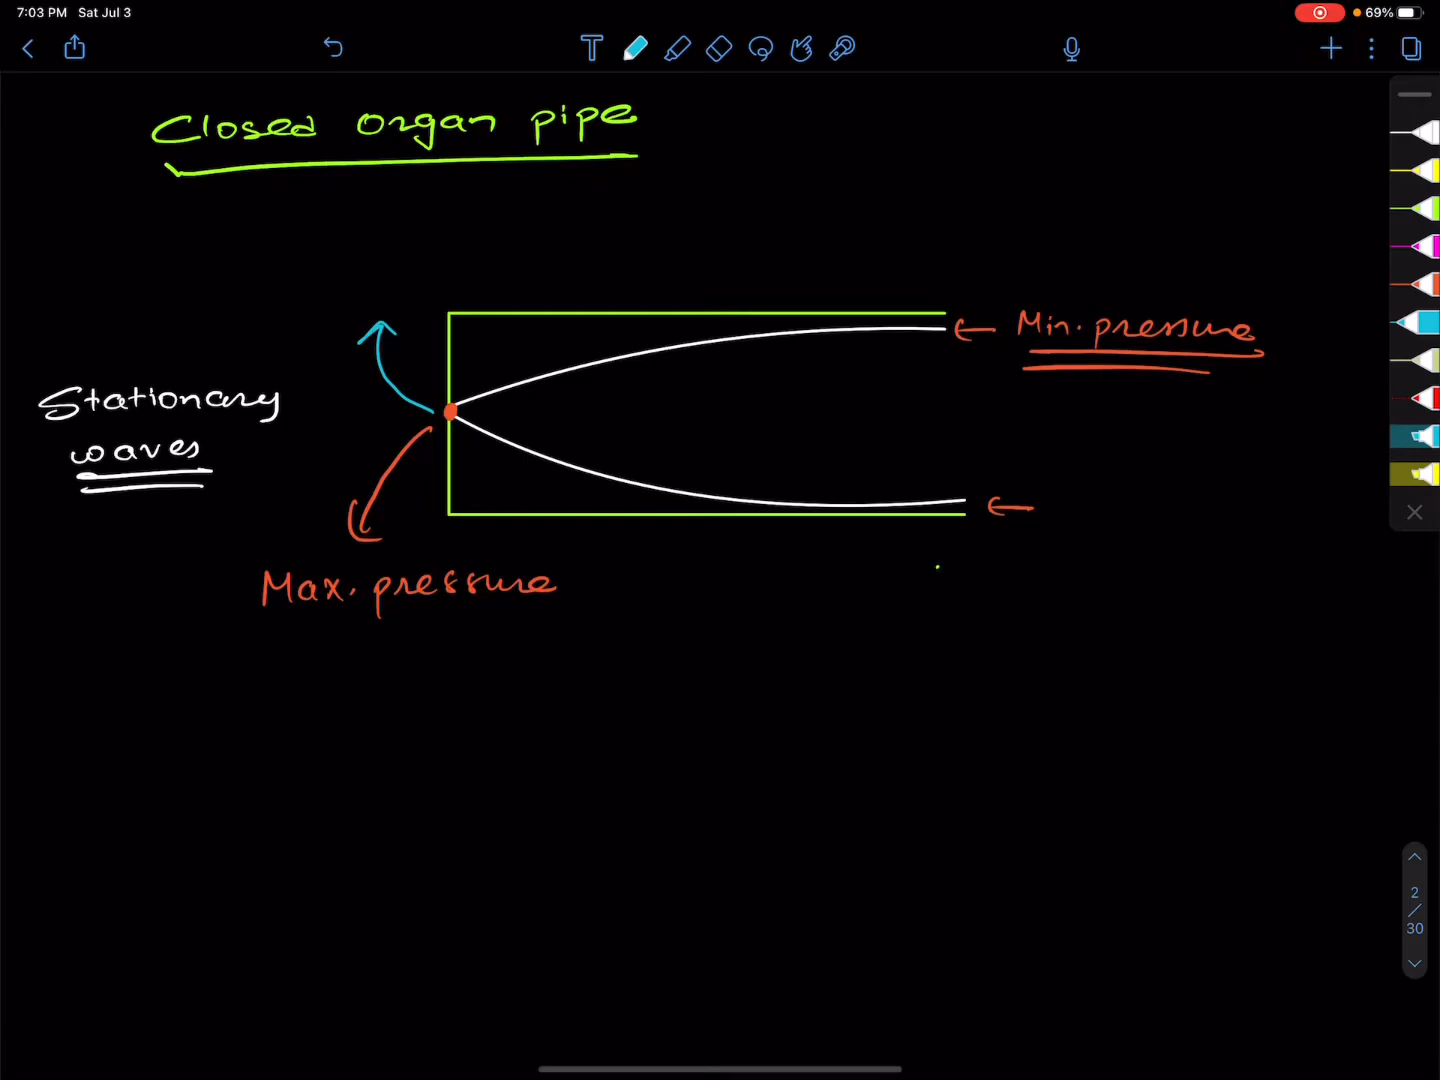 7:03 PM Sat Jul 3
69%
T
Closed organ pipe
Min. pressure
Stationary
waves
Max. pressure
2
/
30